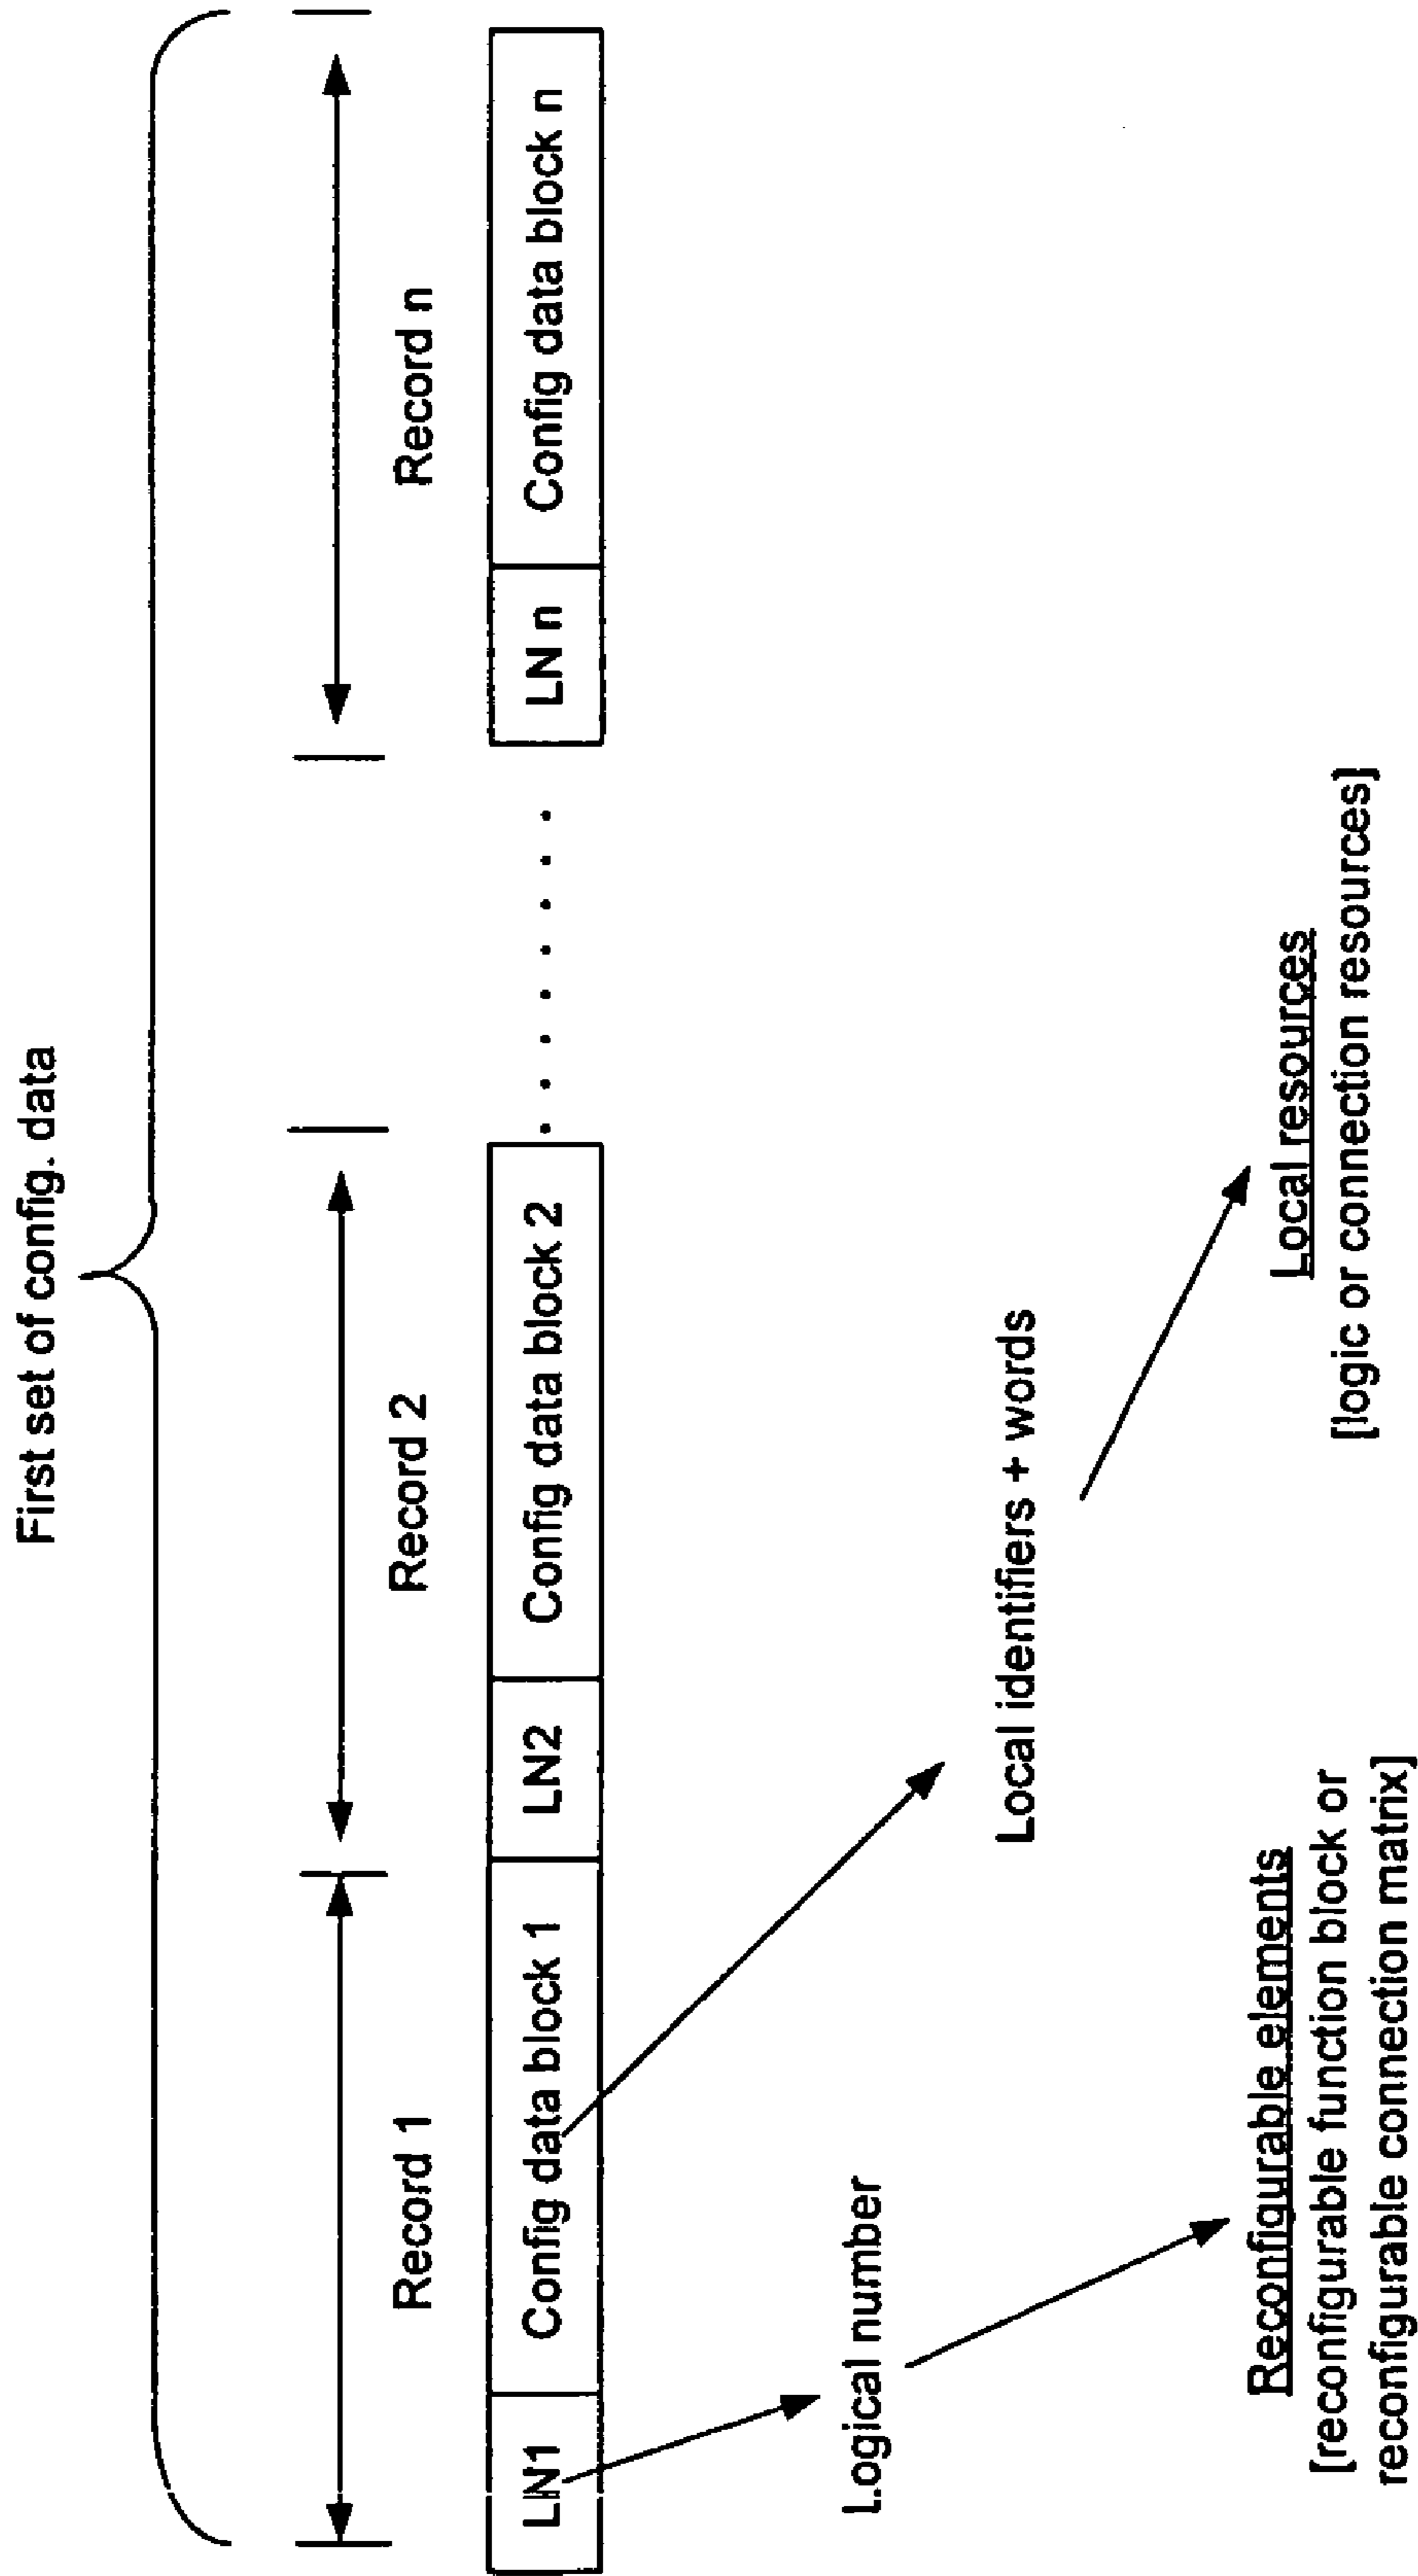 First set of config. data
Record 1
Record 2
Record n
LN1
Config data block 1
LN2
Config data block 2
LN n
Config data block n
Logical number
Local identifiers + words
Reconfigurable elements
[reconfigurable function block or
reconfigurable connection matrix]
Local resources
[logic or connection resources]